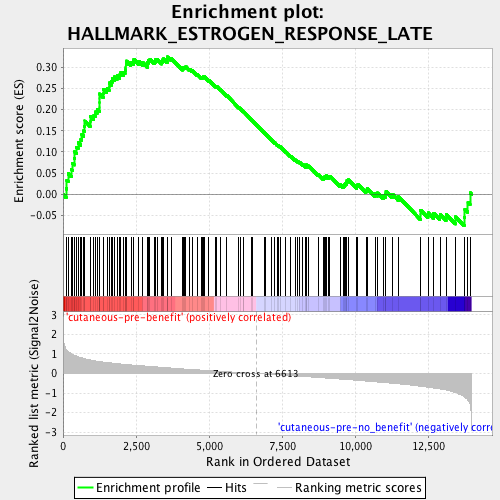 Enrichment plot:
HALLMARK_ESTROGEN_RESPONSE_LATE
Enrichment score (ES)
0.30
0.25
0.20
0.15
0.10
0.05
0.00
-0.05
'cutaneous-pre-benefit' (positively correlated)
Ranked list metric (Signal2Noise)
3
2
1
0
-1
-2
-3
Zero cross at 6613
'cutaneous-pre-no_benefit' (negatively correlated)
0
2,500
5,000
7,500
10,000
12,500
Rank in Ordered Dataset
Enrichment profile
Hits
Ranking metric scores